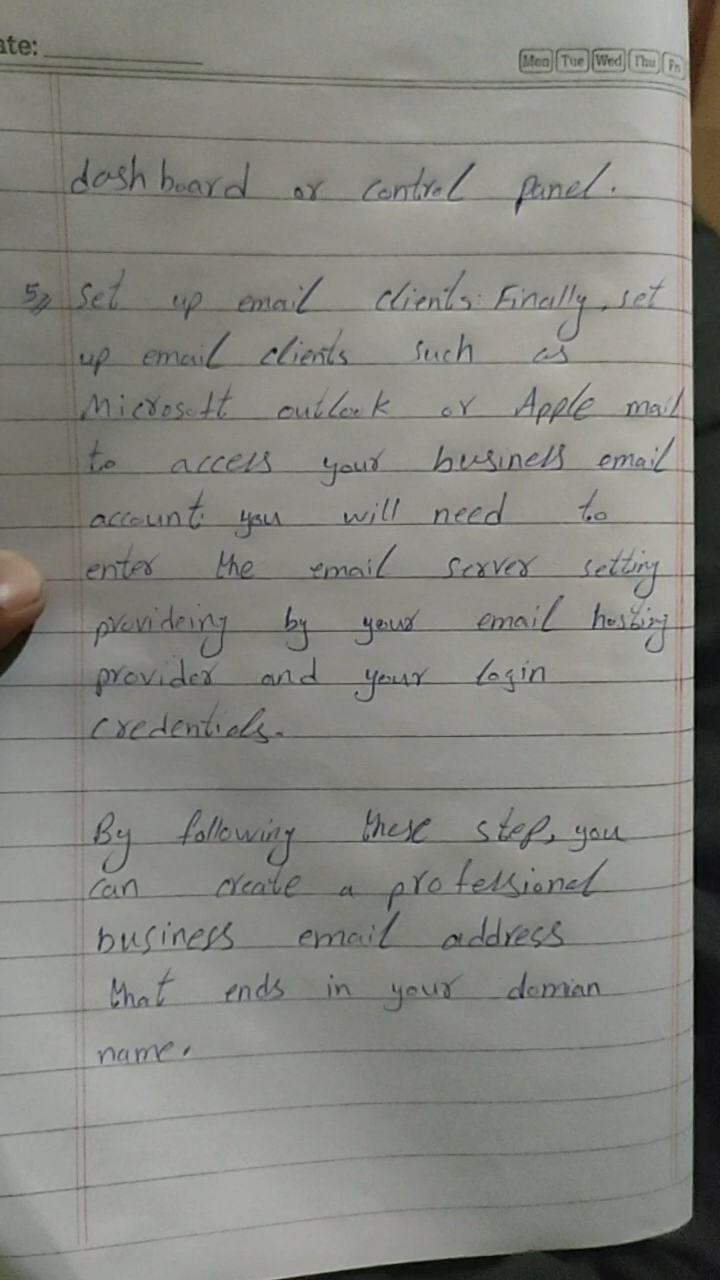 ate:
Mon Tue Wed Thu Fri
dashboard or control panel.
5) Set up email clients: Finally, set
up email clients such as
Microsoft outlook or Apple mail
to access your business email
account. you will need to
enter the email server setting
provideing by your email hosting
provider and your login
credentials.
By following these step, you
can create a professional
business email address
that ends in your domian
name.